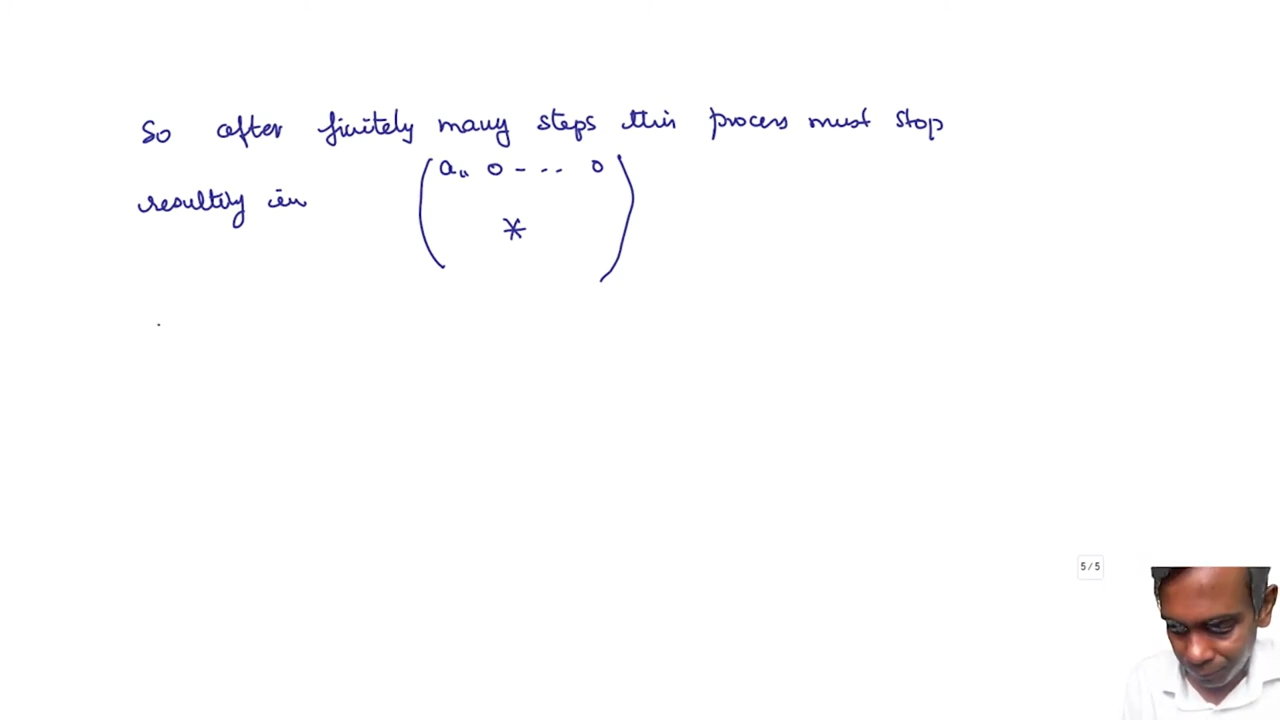 So after finitely many steps this process must stop
resulting in ( a₁₁ 0 - - - 0 )
*
5 / 5